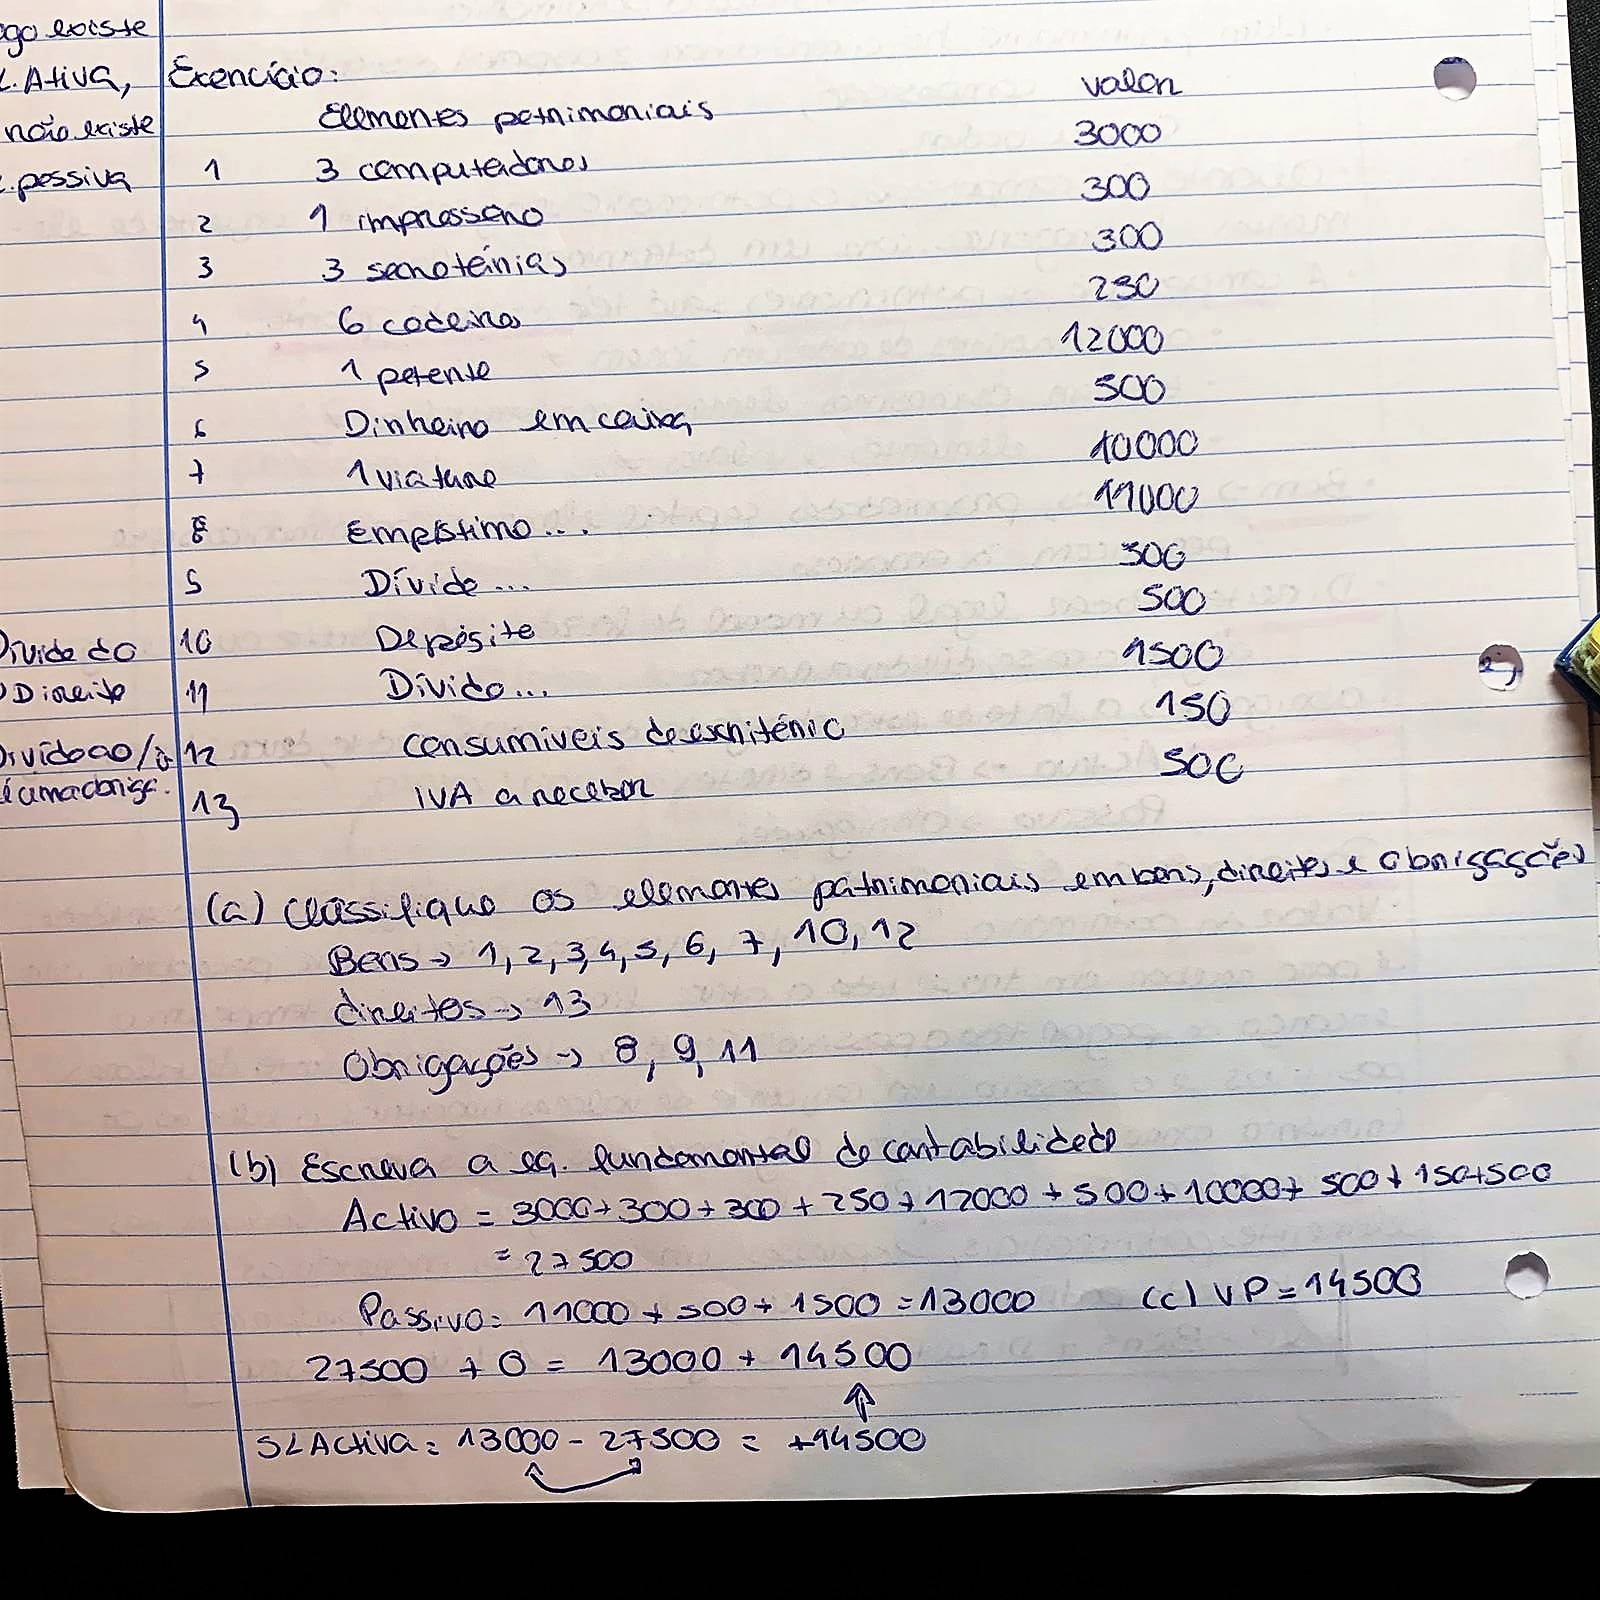 ogo existe
L. Ativa,
não existe
L. passiva
Exercício:
Elementos patrimoniais valor
1 3 computadores 3000
2 1 impressora 300
3 3 secretárias 300
4 6 cadeiras 250
5 1 patente 12000
6 Dinheiro em caixa 500
7 1 viatura 10000
8 Empréstimo... 11000
9 Dívida... 500
10 Depósito 500
11 Dívida... 1500
12 consumíveis de escritório 150
13 IVA a receber 500
Dívida do
Direito
Dívida ao/à
é uma obrig.
(a) Classifique os elementos patrimoniais em bens, direitos e obrigações
Bens → 1, 2, 3, 4, 5, 6, 7, 10, 12
direitos → 13
Obrigações → 8, 9, 11
(b) Escreva a eq. fundamental de contabilidade
Activo = 3000 + 300 + 300 + 250 + 12000 + 500 + 10000 + 500 + 150 + 500
= 27500
Passivo = 11000 + 500 + 1500 = 13000 (c) VP = 14500
27500 + 0 = 13000 + 14500
SL Activa = 13000 - 27500 = +14500